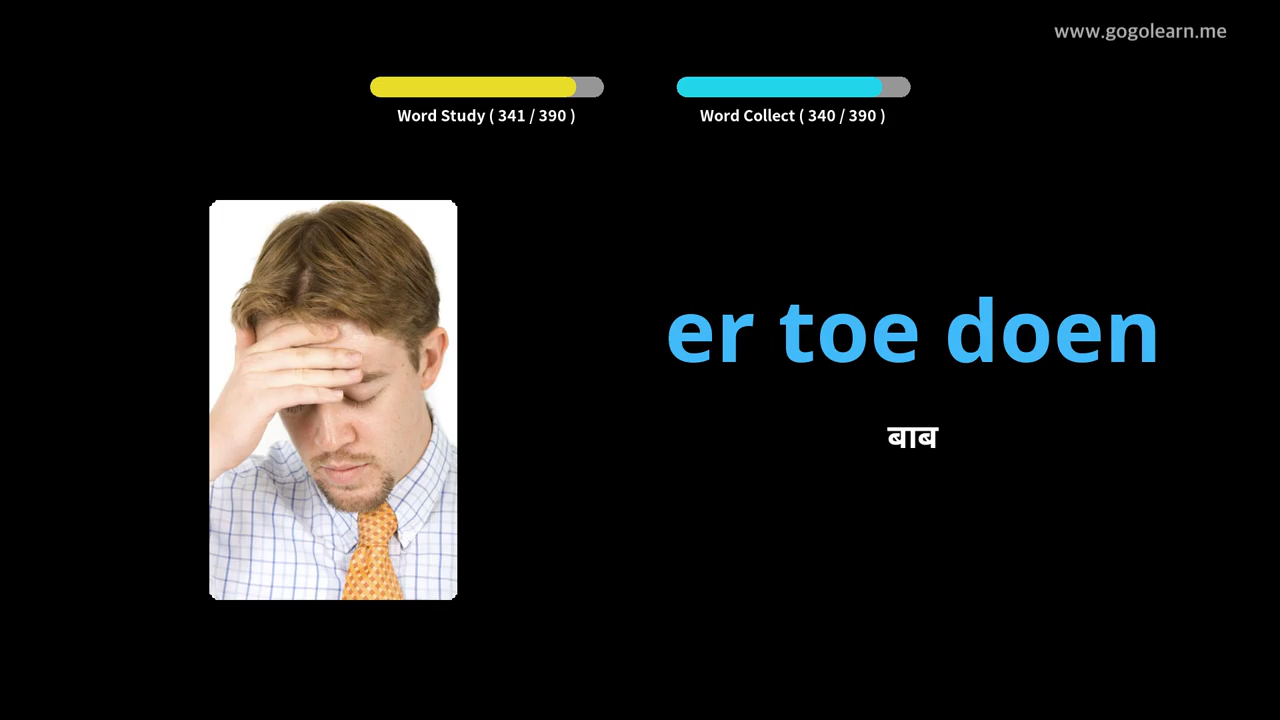 www.gogolearn.me
Word Study ( 341 / 390 )
Word Collect ( 340 / 390 )
er toe doen
बाब